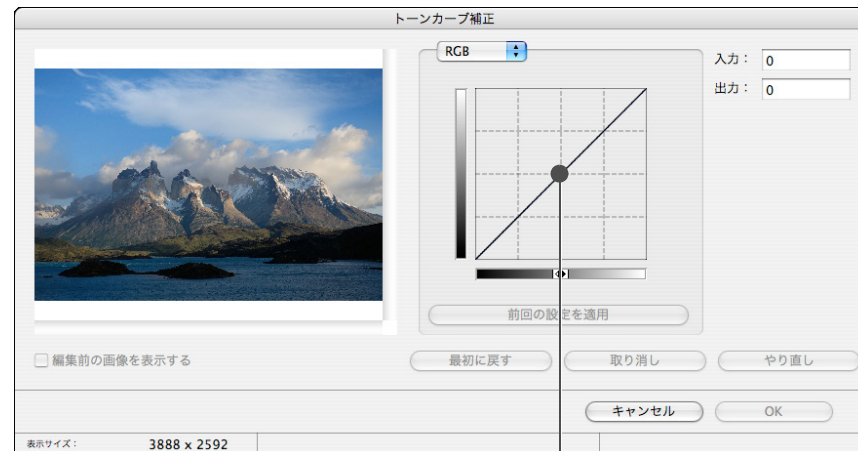 トーンカーブ補正
RGB
入力： 0
出力： 0
前回の設定を適用
編集前の画像を表示する
最初に戻す
取り消し
やり直し
キャンセル
OK
表示サイズ：
3888 x 2592